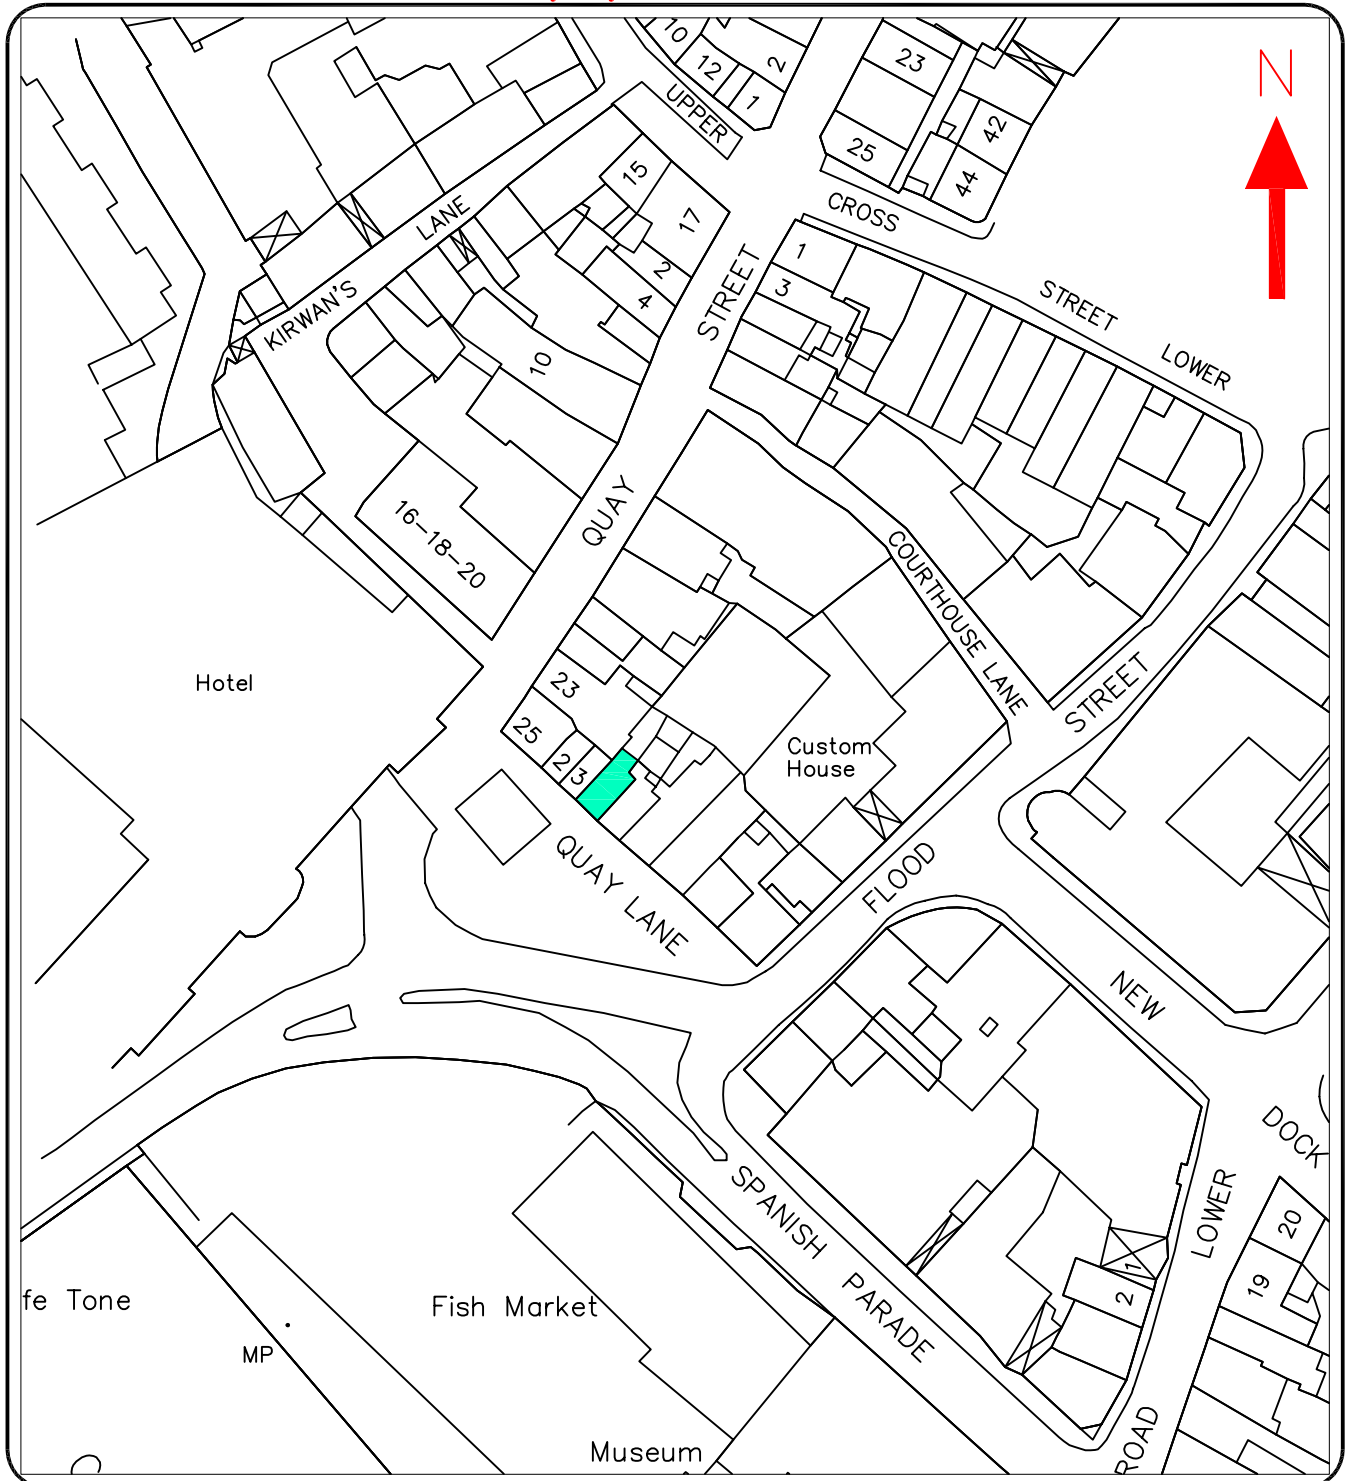 N
10
12
2
1
UPPER
23
25
42
44
CROSS
STREET
LOWER
15
17
2
4
LANE
KIRWAN'S
10
STREET
QUAY
1
3
16-18-20
COURTHOUSE LANE
STREET
FLOOD
Hotel
23
25
2
3
Custom
House
QUAY LANE
NEW
DOCK
LOWER
ROAD
SPANISH PARADE
1
2
20
19
fe Tone
MP
Fish Market
Museum